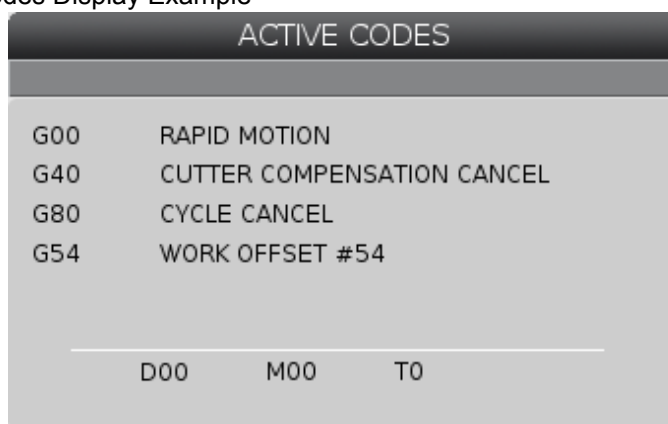 des Display Example
ACTIVE CODES
G00 RAPID MOTION
G40 CUTTER COMPENSATION CANCEL
G80 CYCLE CANCEL
G54 WORK OFFSET #54
D00 M00 T0